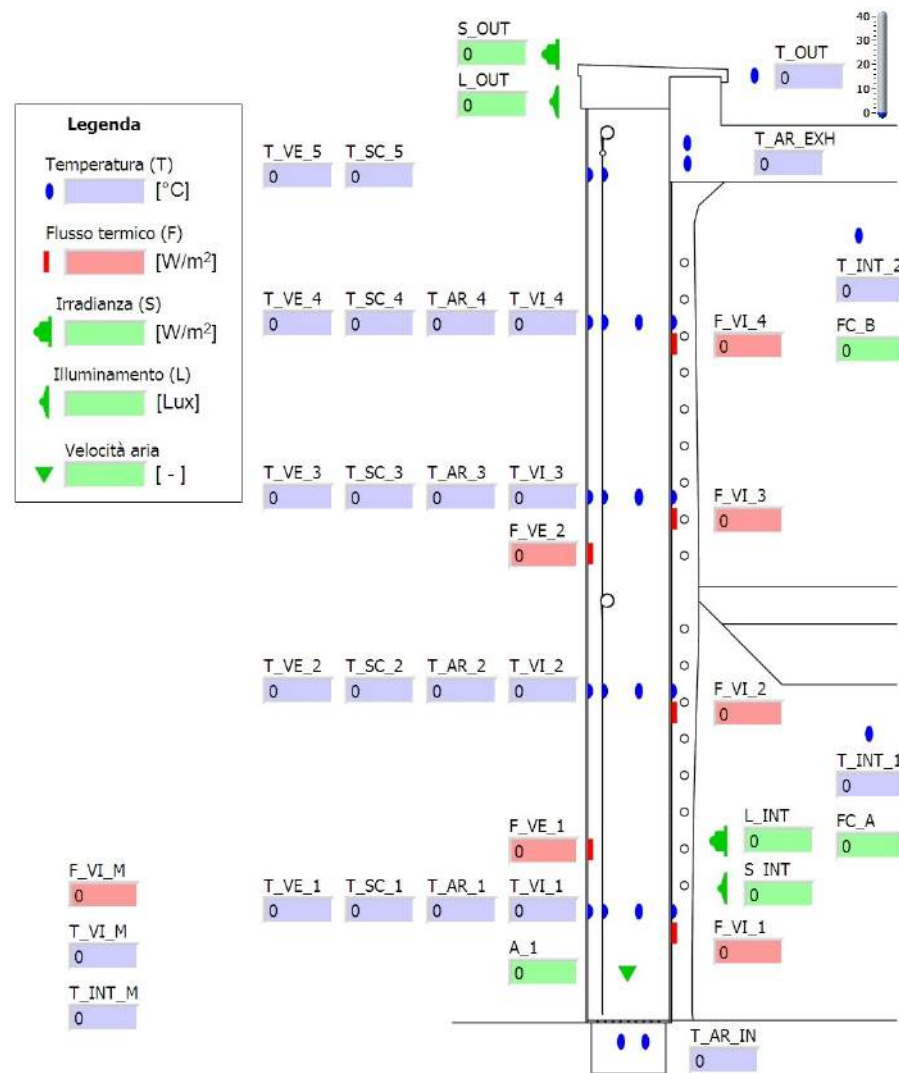 S_OUT
0
L_OUT
0
T_OUT
0
40
30
20
10
0
Legenda
Temperatura (T)
[°C]
Flusso termico (F)
[W/m²]
Irradianza (S)
[W/m²]
Illuminamento (L)
[Lux]
Velocità aria
[ - ]
T_VE_5 T_SC_5
0 0
T_AR_EXH
0
T_INT_2
0
FC_B
0
T_VE_4 T_SC_4 T_AR_4 T_VI_4
0 0 0 0
F_VI_4
0
T_VE_3 T_SC_3 T_AR_3 T_VI_3
0 0 0 0
F_VI_3
0
F_VE_2
0
T_VE_2 T_SC_2 T_AR_2 T_VI_2
0 0 0 0
F_VI_2
0
T_INT_1
0
L_INT
0
FC_A
0
F_VE_1
0
S_INT
0
F_VI_M
0
T_VE_1 T_SC_1 T_AR_1 T_VI_1
0 0 0 0
F_VI_1
0
T_VI_M
0
A_1
0
T_INT_M
0
T_AR_IN
0